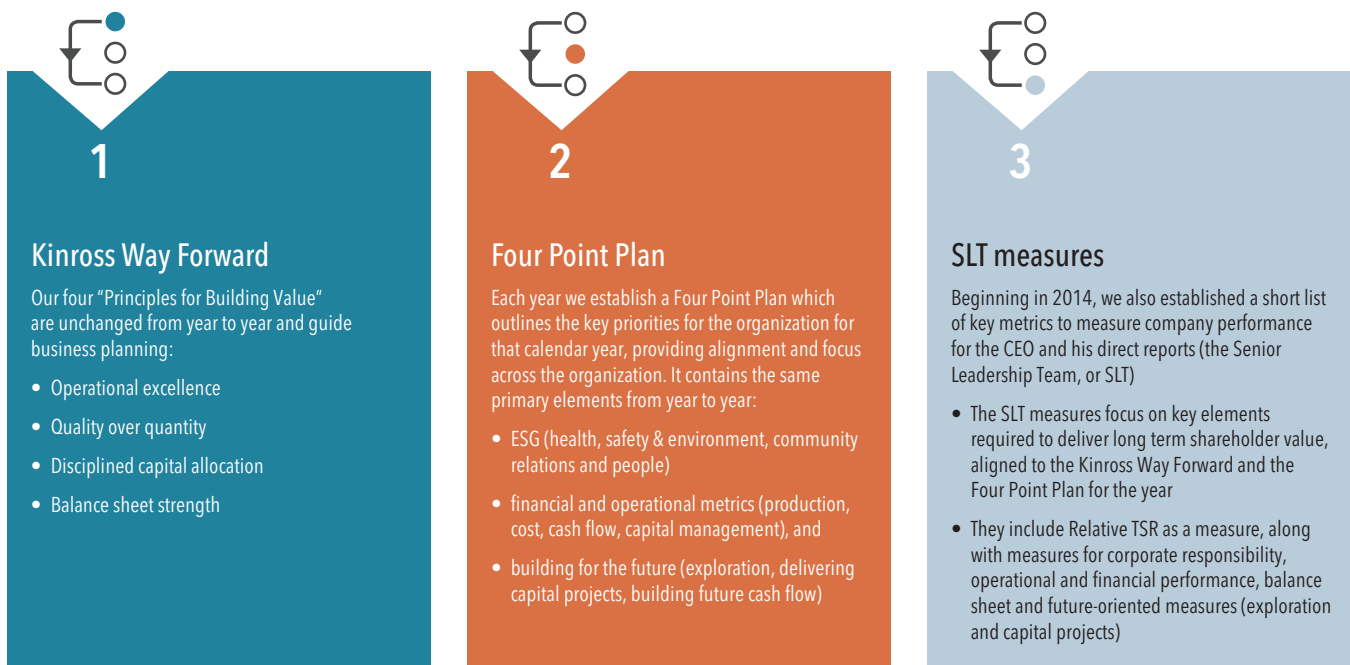 1
Kinross Way Forward
Our four “Principles for Building Value”
are unchanged from year to year and guide
business planning:
• Operational excellence
• Quality over quantity
• Disciplined capital allocation
• Balance sheet strength
2
Four Point Plan
Each year we establish a Four Point Plan which
outlines the key priorities for the organization for
that calendar year, providing alignment and focus
across the organization. It contains the same
primary elements from year to year:
• ESG (health, safety & environment, community
relations and people)
• financial and operational metrics (production,
cost, cash flow, capital management), and
• building for the future (exploration, delivering
capital projects, building future cash flow)
3
SLT measures
Beginning in 2014, we also established a short list
of key metrics to measure company performance
for the CEO and his direct reports (the Senior
Leadership Team, or SLT)
• The SLT measures focus on key elements
required to deliver long term shareholder value,
aligned to the Kinross Way Forward and the
Four Point Plan for the year
• They include Relative TSR as a measure, along
with measures for corporate responsibility,
operational and financial performance, balance
sheet and future-oriented measures (exploration
and capital projects)